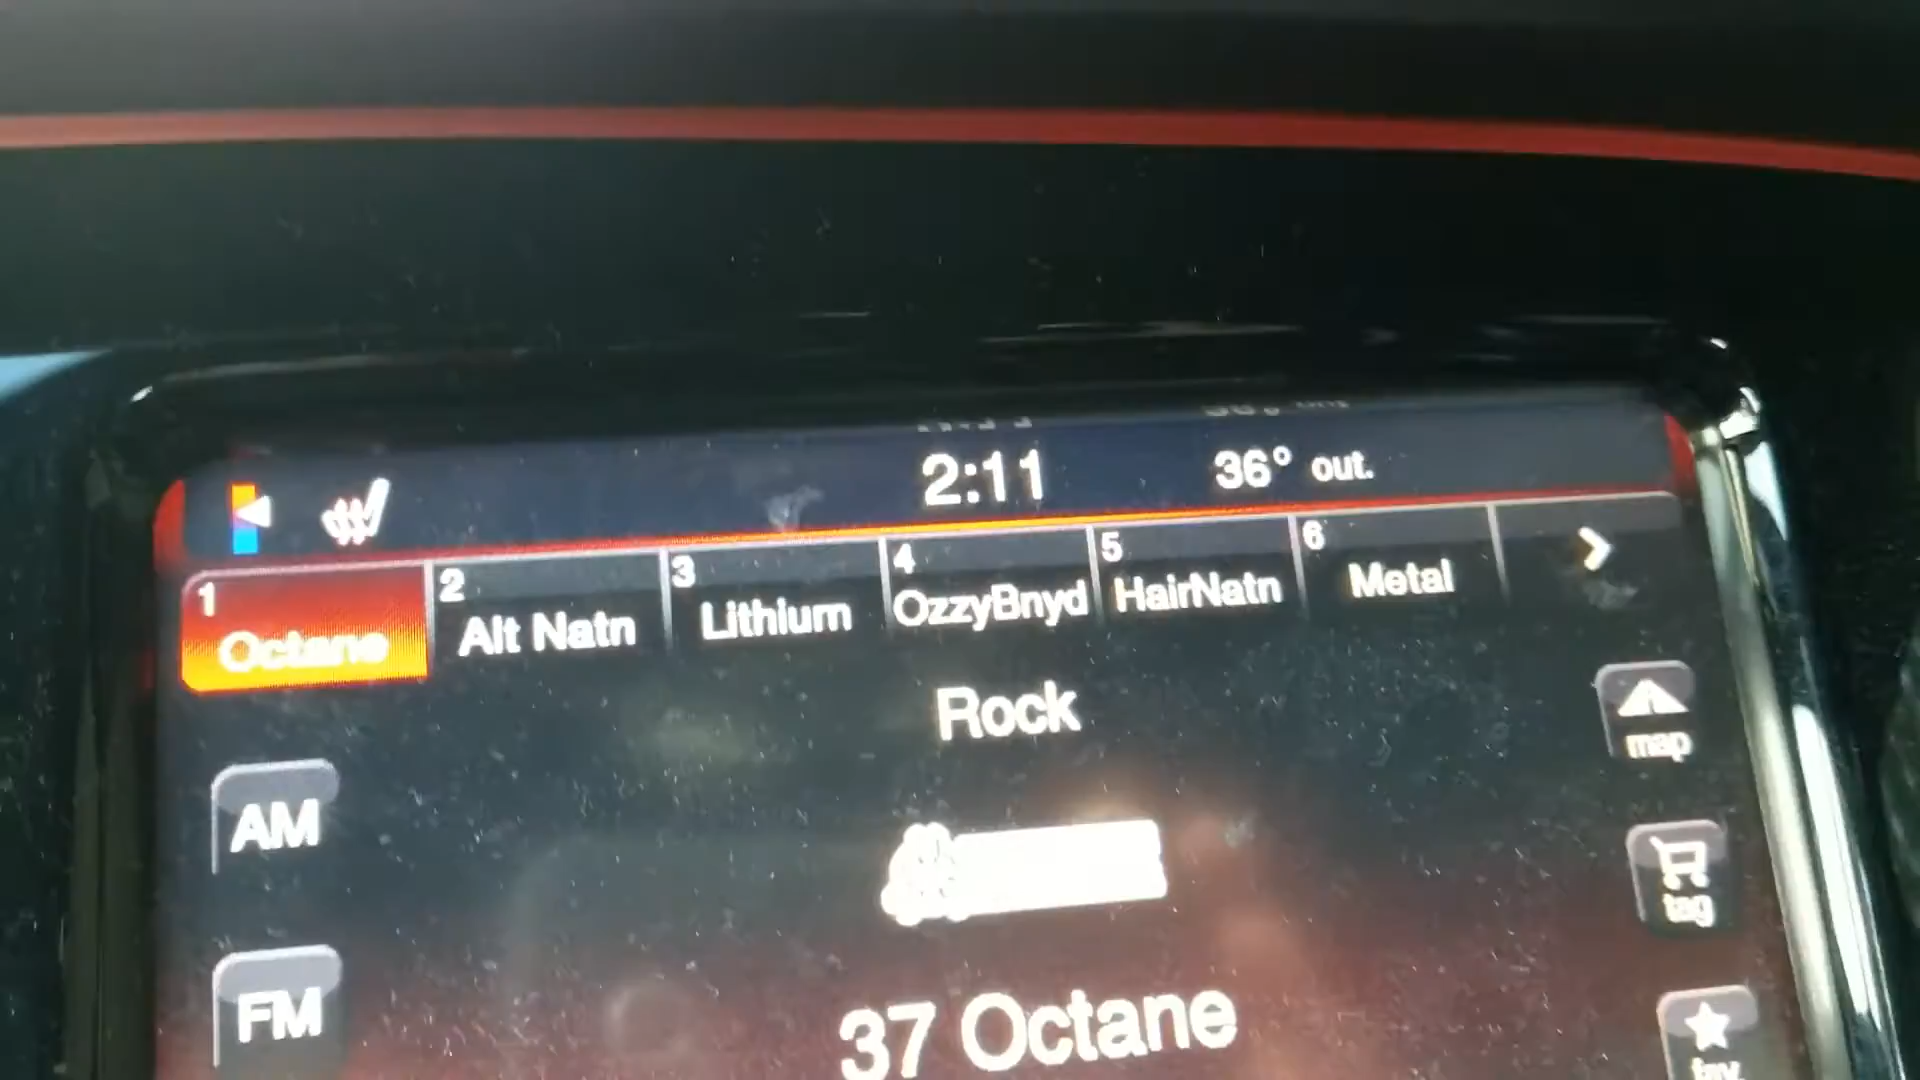 2:11 36° out.
1 Octane
2 Alt Natn
3 Lithium
4 OzzyBnyd
5 HairNatn
6 Metal
Rock
map
AM
tag
FM
37 Octane
fav